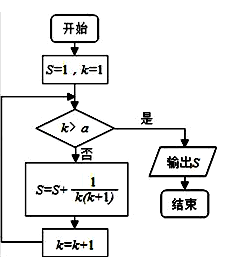 开始
S=1，k=1
k> a
是
否
S=S+ 1/k(k+1)
输出S
结束
k=k+1